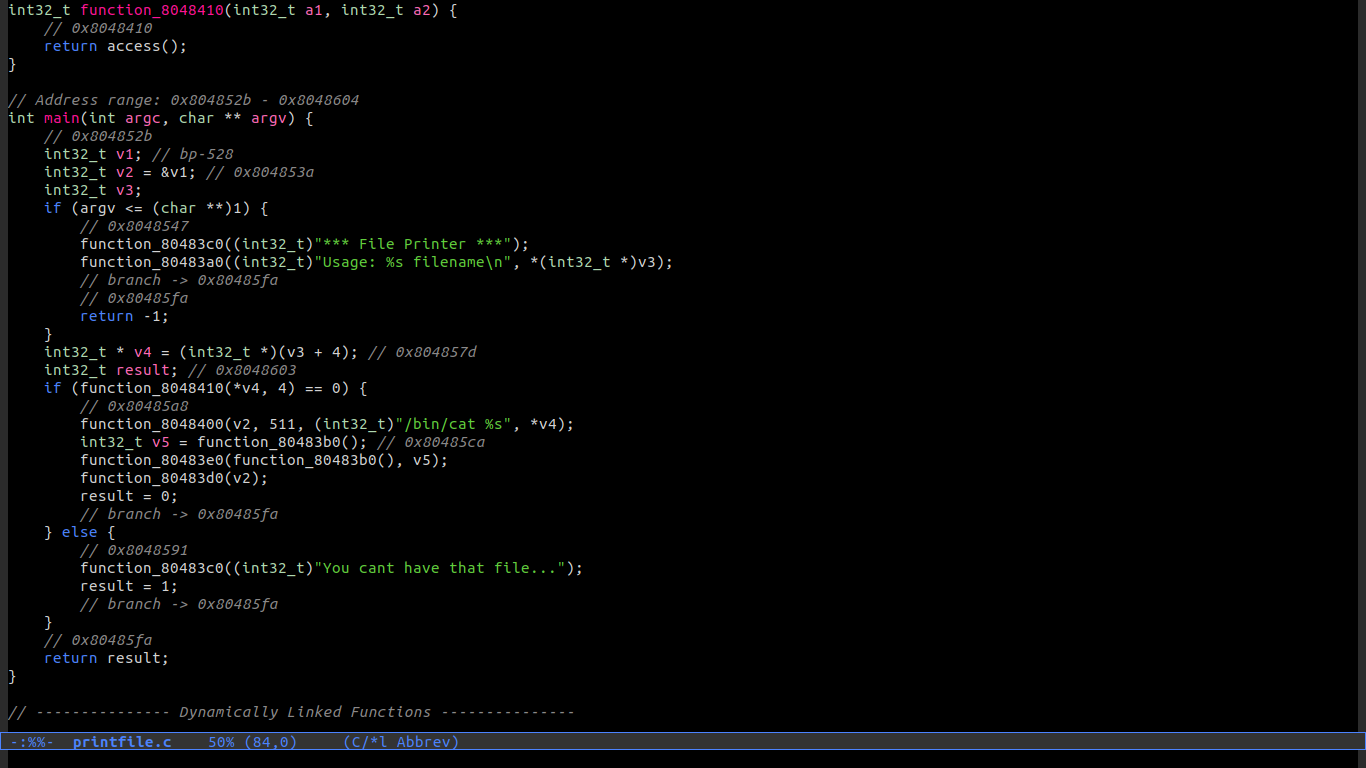 int32_t function_8048410(int32_t a1, int32_t a2) {
    // 0x8048410
    return access();
}

// Address range: 0x804852b - 0x8048604
int main(int argc, char ** argv) {
    // 0x804852b
    int32_t v1; // bp-528
    int32_t v2 = &v1; // 0x804853a
    int32_t v3;
    if (argv <= (char **)1) {
        // 0x8048547
        function_80483c0((int32_t)"*** File Printer ***");
        function_80483a0((int32_t)"Usage: %s filename\n", *(int32_t *)v3);
        // branch -> 0x80485fa
        // 0x80485fa
        return -1;
    }
    int32_t * v4 = (int32_t *)(v3 + 4); // 0x804857d
    int32_t result; // 0x8048603
    if (function_8048410(*v4, 4) == 0) {
        // 0x80485a8
        function_8048400(v2, 511, (int32_t)"/bin/cat %s", *v4);
        int32_t v5 = function_80483b0(); // 0x80485ca
        function_80483e0(function_80483b0(), v5);
        function_80483d0(v2);
        result = 0;
        // branch -> 0x80485fa
    } else {
        // 0x8048591
        function_80483c0((int32_t)"You cant have that file...");
        result = 1;
        // branch -> 0x80485fa
    }
    // 0x80485fa
    return result;
}

// --------------- Dynamically Linked Functions ---------------
-:%%-  printfile.c    50% (84,0)     (C/*l Abbrev)